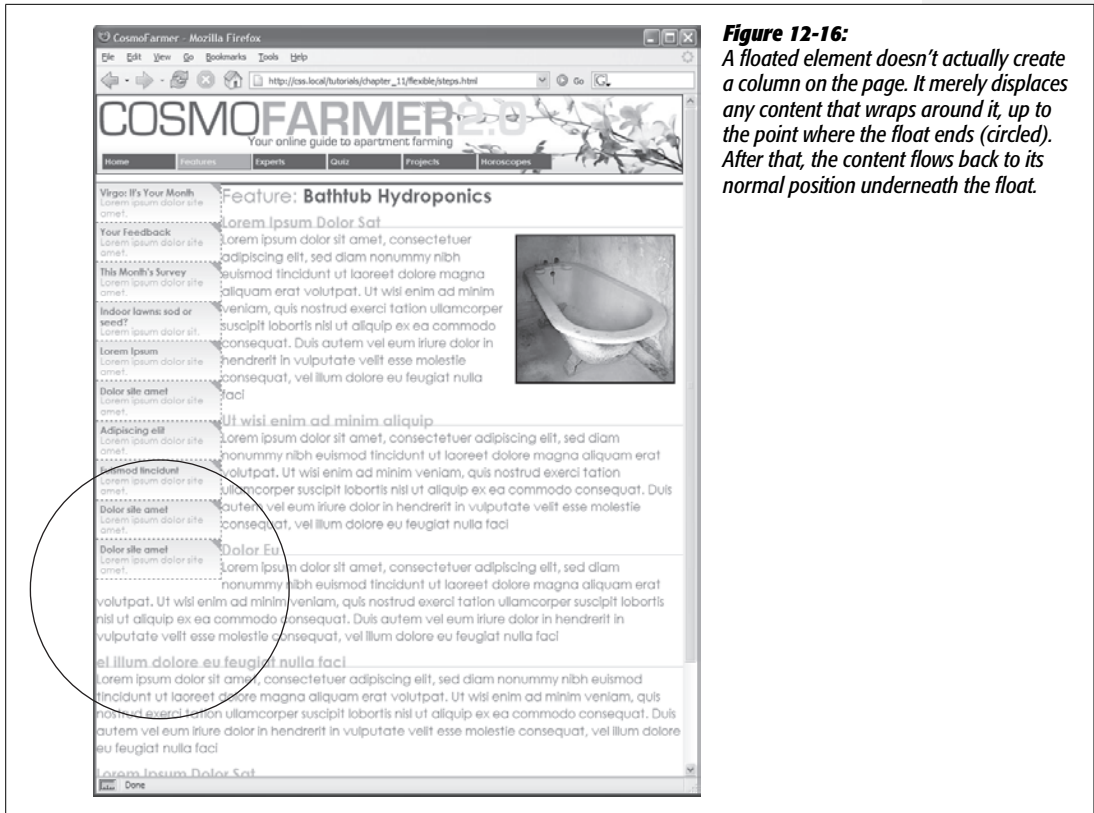 CosmoFarmer - Mozilla Firefox
File Edit View Go Bookmarks Tools Help
Go
http://css.local/tutorials/chapter_11/flexible/steps.html
COSMOFARMER2.0
Your online guide to apartment farming
Home Features Experts Quiz Projects Horoscopes
Virgo: It's Your Month
Lorem ipsum dolor site
amet.
Your Feedback
Lorem ipsum dolor site
amet.
This Month's Survey
Lorem ipsum dolor site
amet.
Indoor lawns: sod or
seed?
Lorem ipsum dolor sit.
Lorem Ipsum
Lorem ipsum dolor site
amet.
Dolor site amet
Lorem ipsum dolor site
amet.
Adipiscing elit
Lorem ipsum dolor site
amet.
Euismod tincidunt
Lorem ipsum dolor site
amet.
Dolor site amet
Lorem ipsum dolor site
amet.
Dolor site amet
Lorem ipsum dolor site
amet.
Feature: Bathtub Hydroponics
Lorem Ipsum Dolor Sat
Lorem ipsum dolor sit amet, consectetuer
adipiscing elit, sed diam nonummy nibh
euismod tincidunt ut laoreet dolore magna
aliquam erat volutpat. Ut wisi enim ad minim
veniam, quis nostrud exerci tation ullamcorper
suscipit lobortis nisl ut aliquip ex ea commodo
consequat. Duis autem vel eum iriure dolor in
hendrerit in vulputate velit esse molestie
consequat, vel illum dolore eu feugiat nulla
faci
Ut wisi enim ad minim aliquip
Lorem ipsum dolor sit amet, consectetuer adipiscing elit, sed diam
nonummy nibh euismod tincidunt ut laoreet dolore magna aliquam erat
volutpat. Ut wisi enim ad minim veniam, quis nostrud exerci tation
ullamcorper suscipit lobortis nisl ut aliquip ex ea commodo consequat. Duis
autem vel eum iriure dolor in hendrerit in vulputate velit esse molestie
consequat, vel illum dolore eu feugiat nulla faci
Dolor Eu
Lorem ipsum dolor sit amet, consectetuer adipiscing elit, sed diam
nonummy nibh euismod tincidunt ut laoreet dolore magna aliquam erat
volutpat. Ut wisi enim ad minim veniam, quis nostrud exerci tation ullamcorper suscipit lobortis
nisl ut aliquip ex ea commodo consequat. Duis autem vel eum iriure dolor in hendrerit in
vulputate velit esse molestie consequat, vel illum dolore eu feugiat nulla faci
el illum dolore eu feugiat nulla faci
Lorem ipsum dolor sit amet, consectetuer adipiscing elit, sed diam nonummy nibh euismod
tincidunt ut laoreet dolore magna aliquam erat volutpat. Ut wisi enim ad minim veniam, quis
nostrud exerci tation ullamcorper suscipit lobortis nisl ut aliquip ex ea commodo consequat. Duis
autem vel eum iriure dolor in hendrerit in vulputate velit esse molestie consequat, vel illum dolore
eu feugiat nulla faci
Lorem Ipsum Dolor Sat
Done
Figure 12-16:
A floated element doesn't actually create
a column on the page. It merely displaces
any content that wraps around it, up to
the point where the float ends (circled).
After that, the content flows back to its
normal position underneath the float.